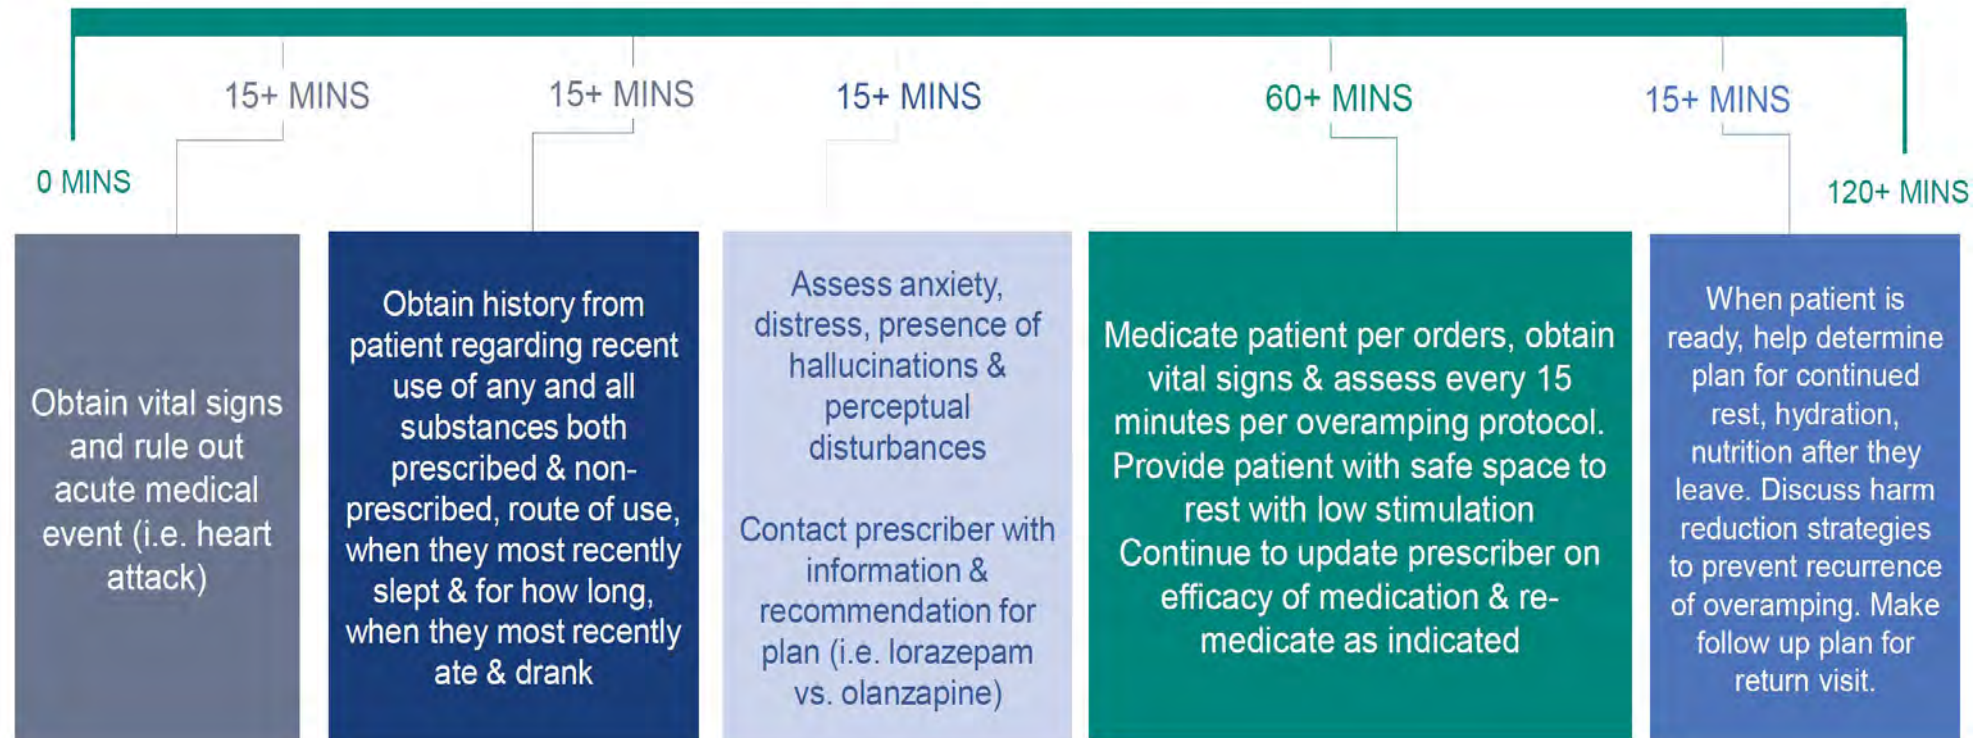 15+ MINS
15+ MINS
15+ MINS
60+ MINS
15+ MINS
0 MINS
120+ MINS
Obtain vital signs
and rule out
acute medical
event (i.e. heart
attack)
Obtain history from
patient regarding recent
use of any and all
substances both
prescribed & non-
prescribed, route of use,
when they most recently
slept & for how long,
when they most recently
ate & drank
Assess anxiety,
distress, presence of
hallucinations &
perceptual
disturbances
Contact prescriber with
information &
recommendation for
plan (i.e. lorazepam
vs. olanzapine)
Medicate patient per orders, obtain
vital signs & assess every 15
minutes per overamping protocol.
Provide patient with safe space to
rest with low stimulation
Continue to update prescriber on
efficacy of medication & re-
medicate as indicated
When patient is
ready, help determine
plan for continued
rest, hydration,
nutrition after they
leave. Discuss harm
reduction strategies
to prevent recurrence
of overamping. Make
follow up plan for
return visit.